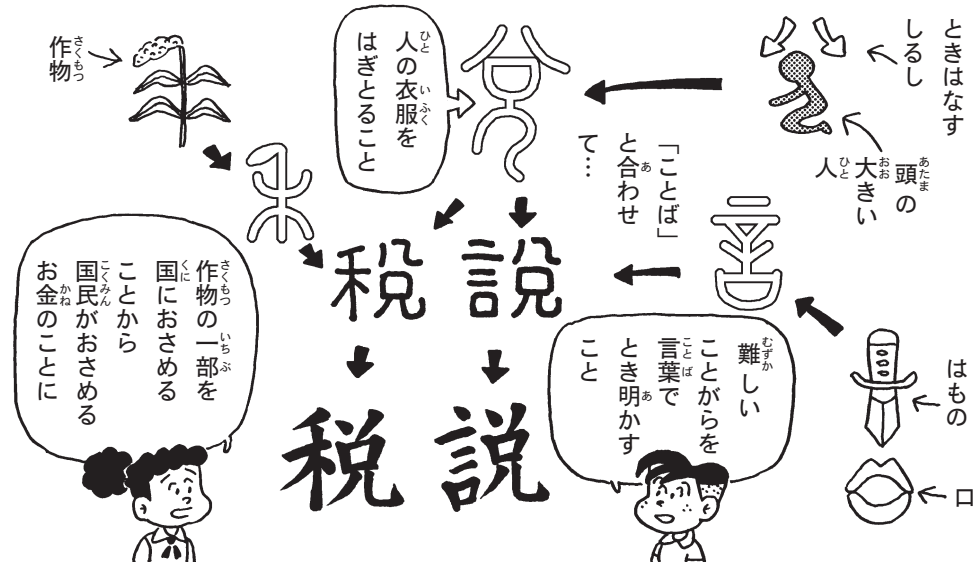 ときはなす
しるし
頭の
大きい
人
人の衣服を
はぎとること
作物
「ことば」
と合わせ
て…
はもの
口
難しい
ことがらを
言葉で
とき明かす
こと
説
税
説
税
作物の一部を
国におさめる
ことから
国民がおさめる
お金のことに